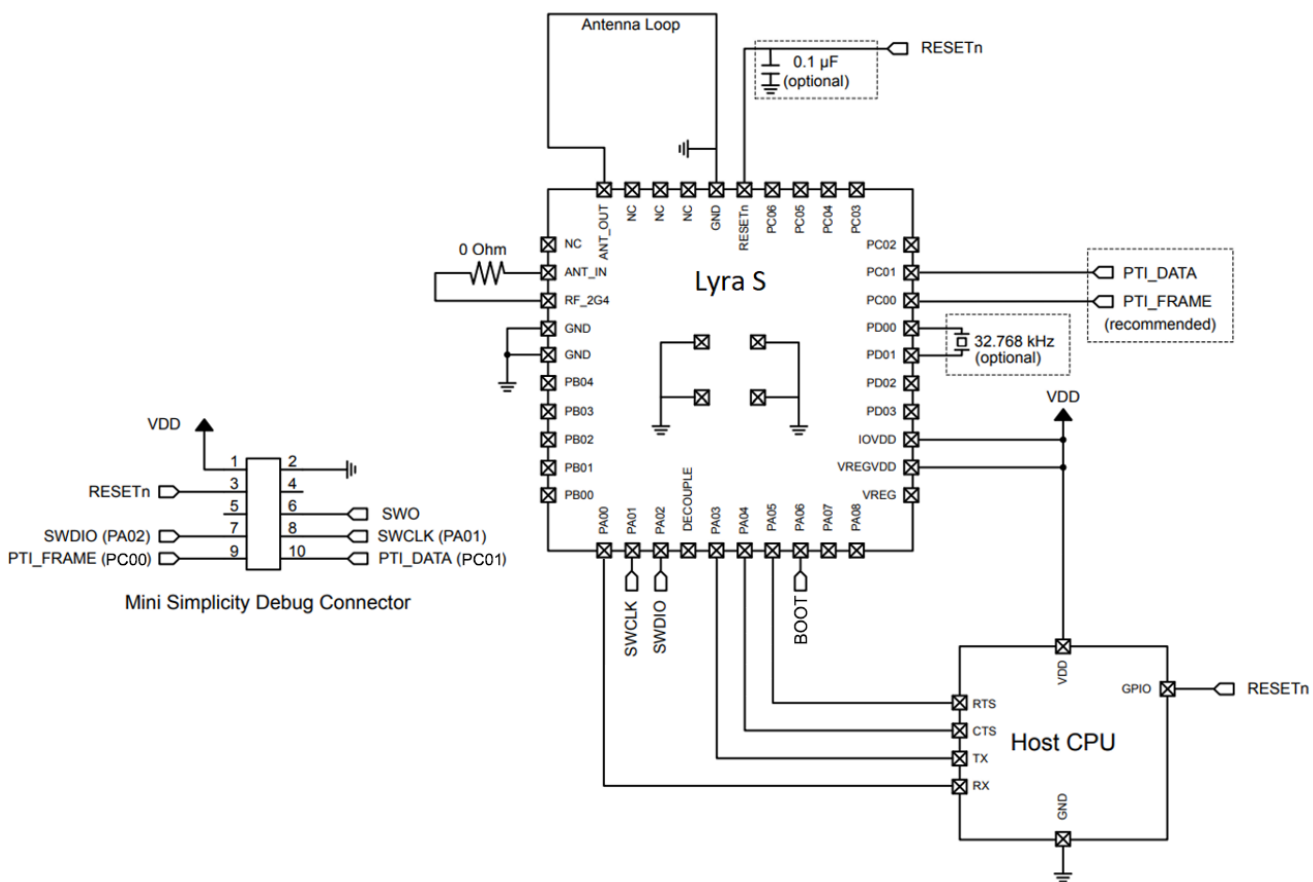 Antenna Loop
RESETn
0.1 µF
(optional)
ANT_OUT
NC
NC
NC
GND
RESETn
PC06
PC05
PC04
PC03
NC
ANT_IN
RF_2G4
GND
GND
PB04
PB03
PB02
PB01
PB00
0 Ohm
Lyra S
PC02
PC01
PC00
PD00
PD01
PD02
PD03
IOVDD
VREGVDD
VREG
PTI_DATA
PTI_FRAME
(recommended)
32.768 kHz
(optional)
VDD
PA00
PA01
PA02
DECOUPLE
PA03
PA04
PA05
PA06
PA07
PA08
SWCLK
SWDIO
BOOT
VDD
1 2
RESETn 3 4
5 6 SWO
SWDIO (PA02) 7 8 SWCLK (PA01)
PTI_FRAME (PC00) 9 10 PTI_DATA (PC01)
Mini Simplicity Debug Connector
VDD
GPIO
RESETn
RTS
CTS
TX
RX
Host CPU
GND